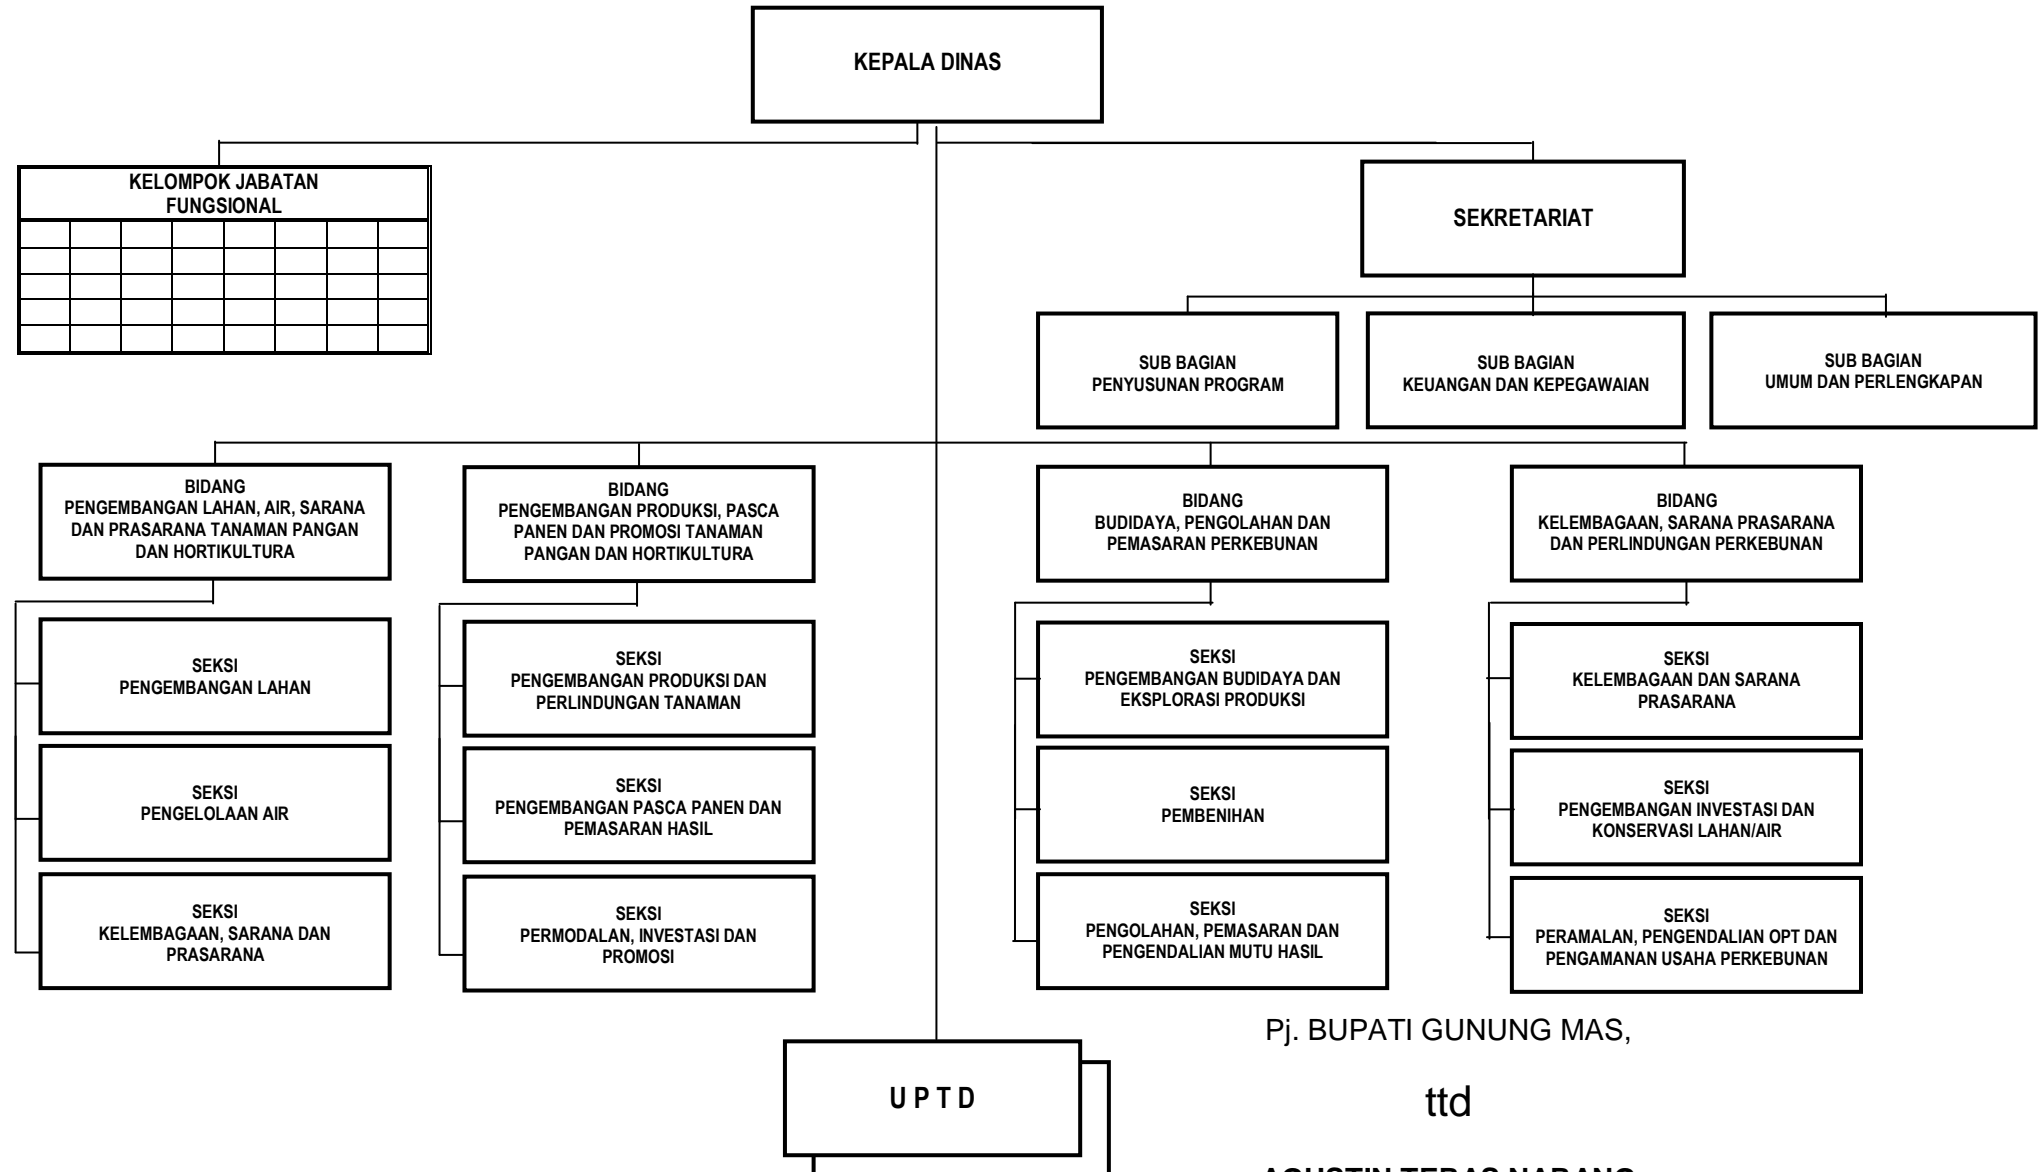 KEPALA DINAS
KELOMPOK JABATAN
FUNGSIONAL
SEKRETARIAT
SUB BAGIAN
PENYUSUNAN PROGRAM
SUB BAGIAN
KEUANGAN DAN KEPEGAWAIAN
SUB BAGIAN
UMUM DAN PERLENGKAPAN
BIDANG
PENGEMBANGAN LAHAN, AIR, SARANA
DAN PRASARANA TANAMAN PANGAN
DAN HORTIKULTURA
BIDANG
PENGEMBANGAN PRODUKSI, PASCA
PANEN DAN PROMOSI TANAMAN
PANGAN DAN HORTIKULTURA
BIDANG
BUDIDAYA, PENGOLAHAN DAN
PEMASARAN PERKEBUNAN
BIDANG
KELEMBAGAAN, SARANA PRASARANA
DAN PERLINDUNGAN PERKEBUNAN
SEKSI
PENGEMBANGAN LAHAN
SEKSI
PENGEMBANGAN PRODUKSI DAN
PERLINDUNGAN TANAMAN
SEKSI
PENGEMBANGAN BUDIDAYA DAN
EKSPLORASI PRODUKSI
SEKSI
KELEMBAGAAN DAN SARANA
PRASARANA
SEKSI
PENGELOLAAN AIR
SEKSI
PENGEMBANGAN PASCA PANEN DAN
PEMASARAN HASIL
SEKSI
PEMBENIHAN
SEKSI
PENGEMBANGAN INVESTASI DAN
KONSERVASI LAHAN/AIR
SEKSI
KELEMBAGAAN, SARANA DAN
PRASARANA
SEKSI
PERMODALAN, INVESTASI DAN
PROMOSI
SEKSI
PENGOLAHAN, PEMASARAN DAN
PENGENDALIAN MUTU HASIL
SEKSI
PERAMALAN, PENGENDALIAN OPT DAN
PENGAMANAN USAHA PERKEBUNAN
Pj. BUPATI GUNUNG MAS,
U P T D
ttd
AGUSTIN TERAS NARANG